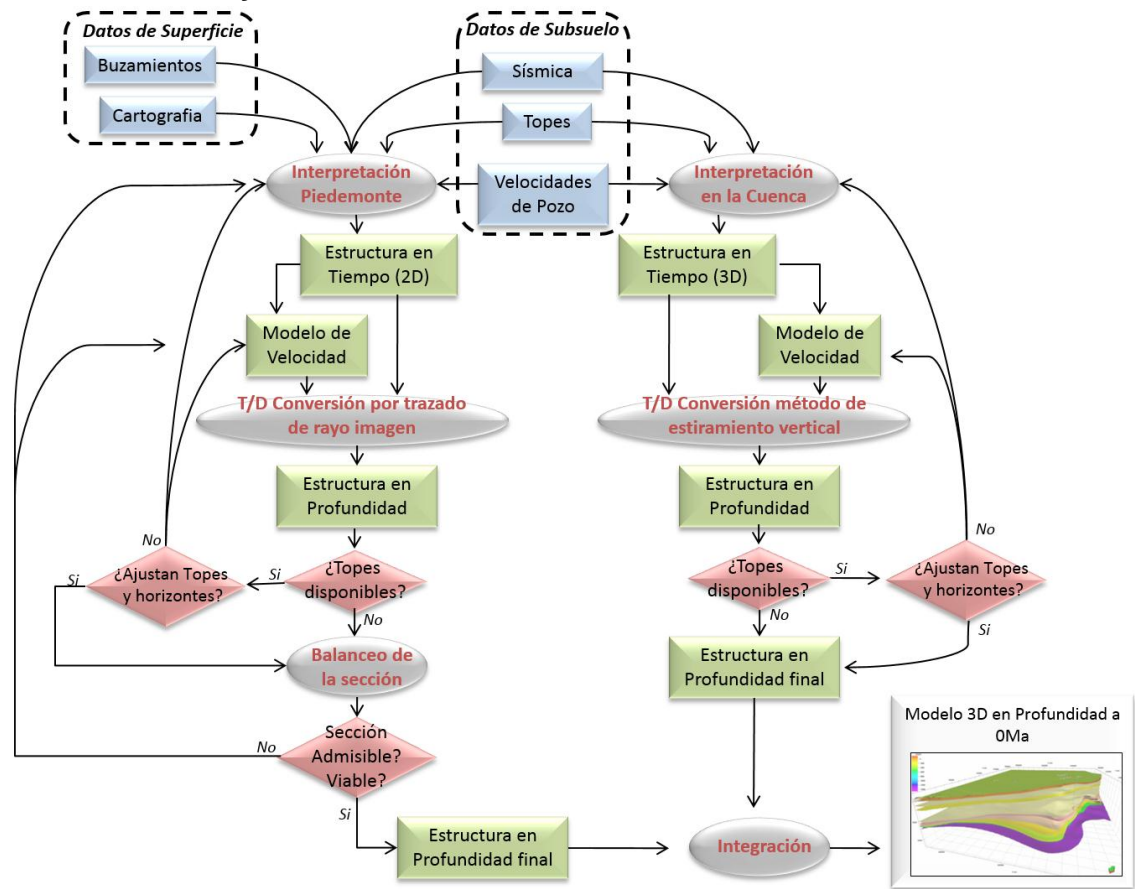 Datos de Superficie
Buzamientos
Cartografia
Datos de Subsuelo
Sísmica
Topes
Velocidades
de Pozo
Interpretación
Piedemonte
Interpretación
en la Cuenca
Estructura en
Tiempo (2D)
Estructura en
Tiempo (3D)
Modelo de
Velocidad
Modelo de
Velocidad
T/D Conversión por trazado
de rayo imagen
T/D Conversión método de
estiramiento vertical
Estructura en
Profundidad
Estructura en
Profundidad
No
No
Si
¿Ajustan Topes
y horizontes?
Si
¿Topes
disponibles?
¿Topes
disponibles?
Si
¿Ajustan Topes
y horizontes?
No
No
Si
Balanceo de
la sección
Estructura en
Profundidad final
No
Sección
Admisible?
Viable?
Si
Estructura en
Profundidad final
Integración
Modelo 3D en Profundidad a
0Ma